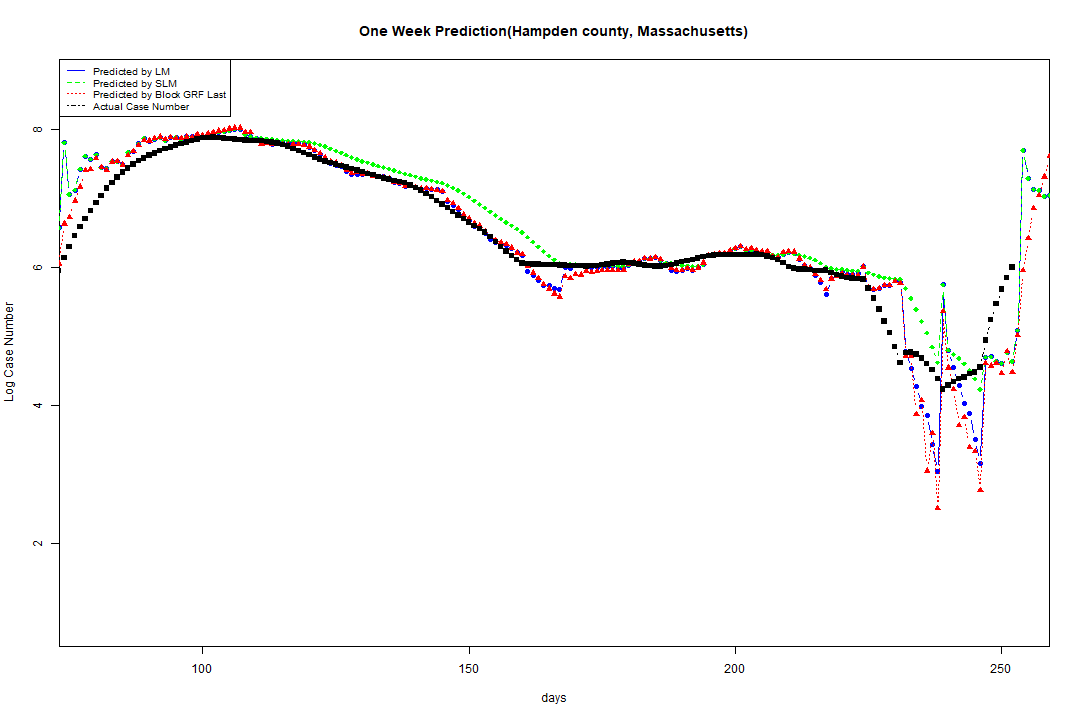 One Week Prediction(Hampden county, Massachusetts)
Predicted by LM
Predicted by SLM
Predicted by Block GRF Last
Actual Case Number
8
6
4
2
Log Case Number
100 150 200 250
days